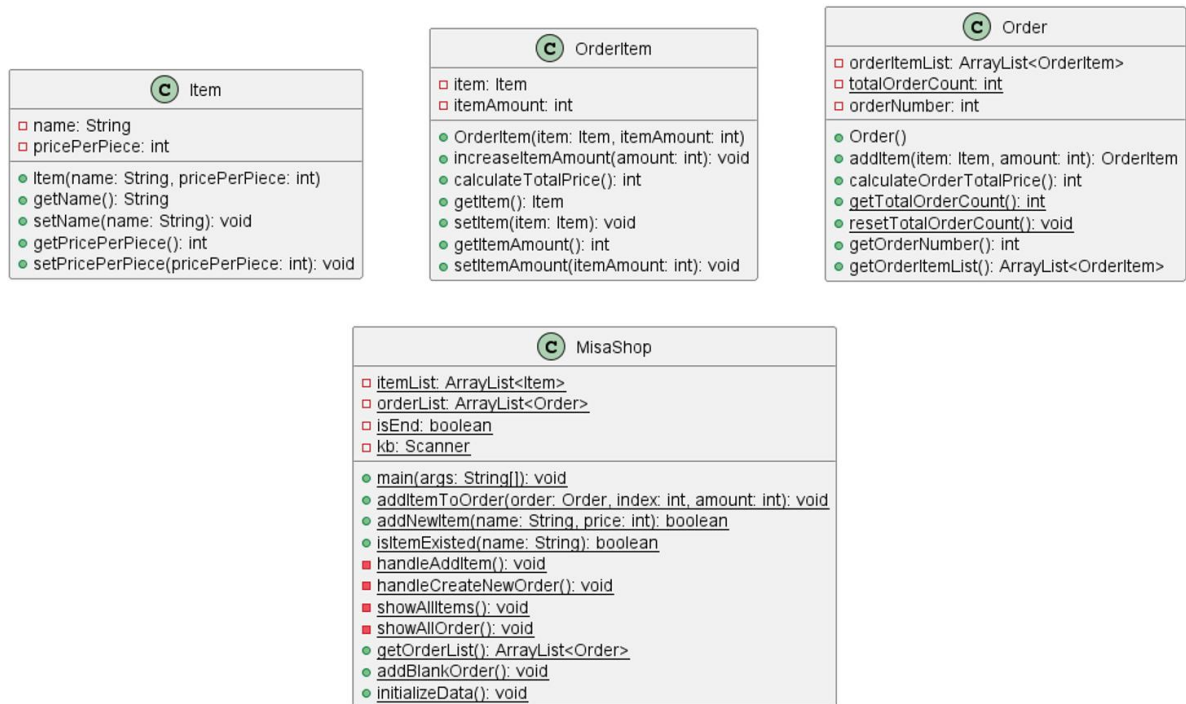 C Item
name: String
pricePerPiece: int
Item(name: String, pricePerPiece: int)
getName(): String
setName(name: String): void
getPricePerPiece(): int
setPricePerPiece(pricePerPiece: int): void
C OrderItem
item: Item
itemAmount: int
OrderItem(item: Item, itemAmount: int)
increaseItemAmount(amount: int): void
calculateTotalPrice(): int
getItem(): Item
setItem(item: Item): void
getItemAmount(): int
setItemAmount(itemAmount: int): void
C Order
orderItemList: ArrayList<OrderItem>
totalOrderCount: int
orderNumber: int
Order()
addItem(item: Item, amount: int): OrderItem
calculateOrderTotalPrice(): int
getTotalOrderCount(): int
resetTotalOrderCount(): void
getOrderNumber(): int
getOrderItemList(): ArrayList<OrderItem>
C MisaShop
itemList: ArrayList<Item>
orderList: ArrayList<Order>
isEnd: boolean
kb: Scanner
main(args: String[]): void
addItemToOrder(order: Order, index: int, amount: int): void
addNewItem(name: String, price: int): boolean
isItemExisted(name: String): boolean
handleAddItem(): void
handleCreateNewOrder(): void
showAllItems(): void
showAllOrder(): void
getOrderList(): ArrayList<Order>
addBlankOrder(): void
initializeData(): void